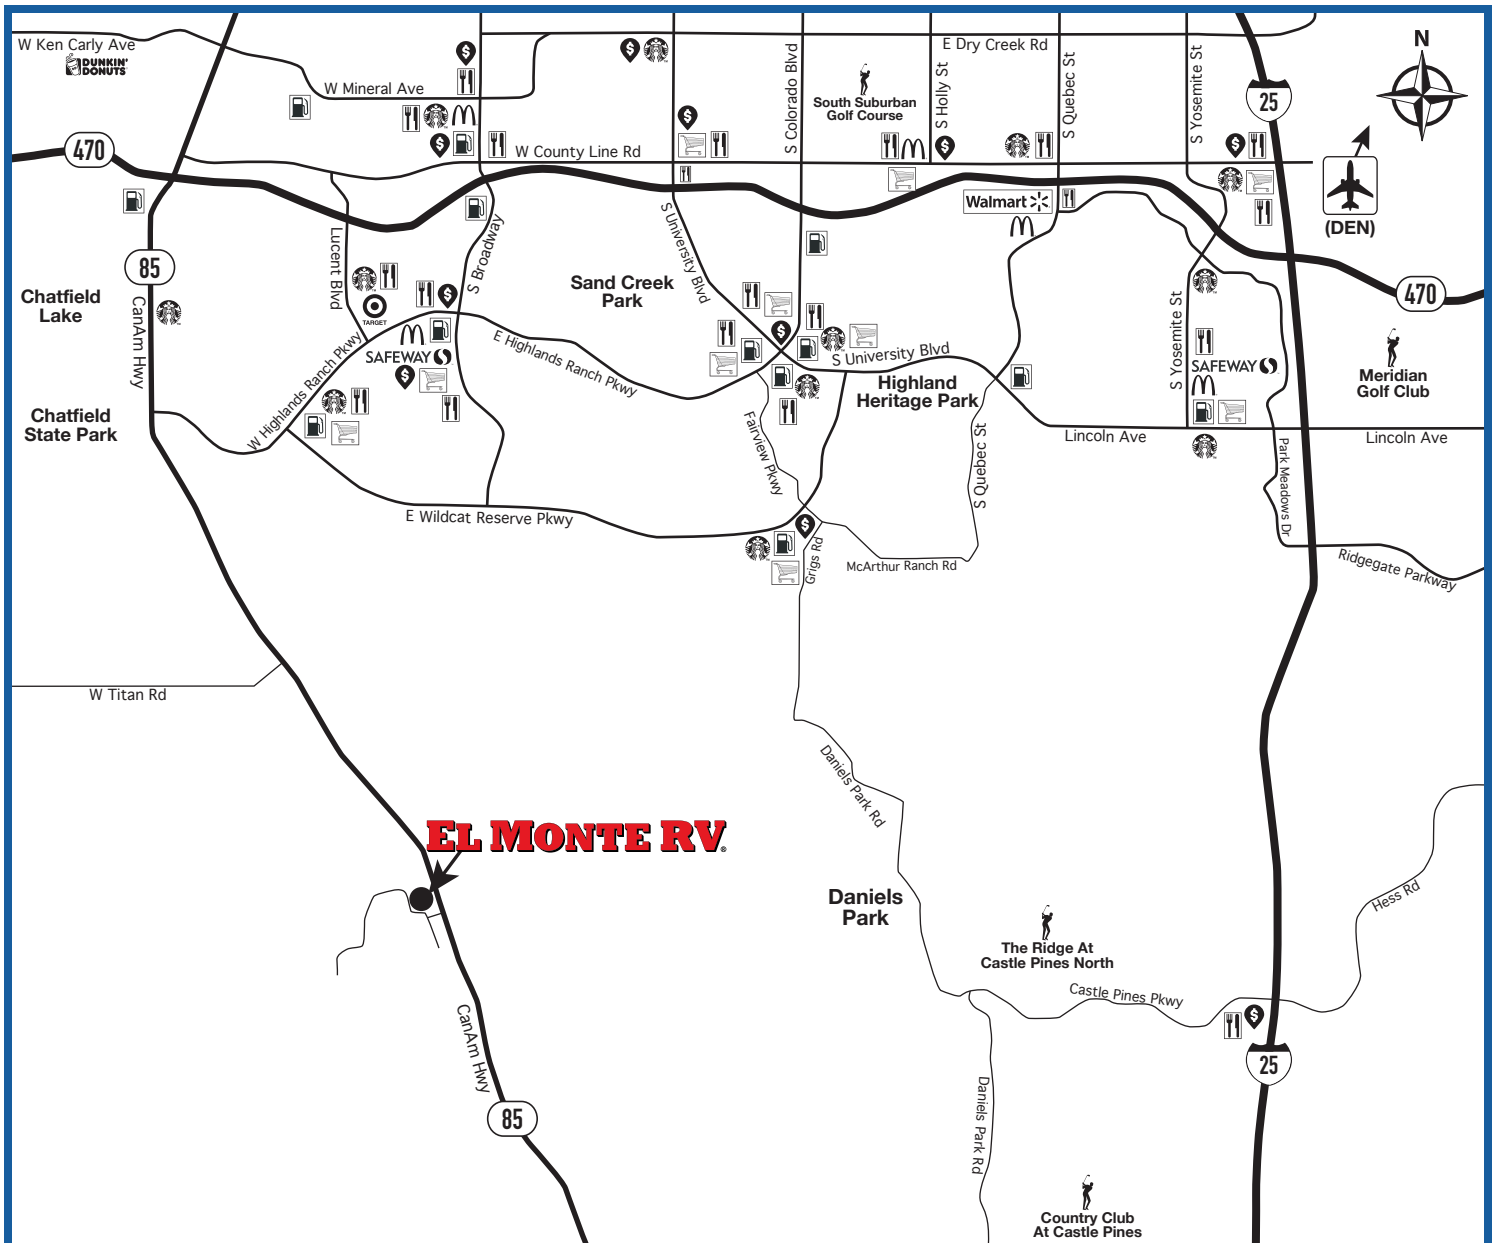 W Ken Carly Ave
DUNKIN'
DONUTS
W Mineral Ave
E Dry Creek Rd
S Colorado Blvd
S Holly St
S Quebec St
S Yosemite St
South Suburban
Golf Course
25
N
470
W County Line Rd
Walmart
(DEN)
85
CanAm Hwy
Lucent Blvd
S Broadway
S University Blvd
Sand Creek
Park
Chatfield
Lake
TARGET
SAFEWAY
470
S Yosemite St
SAFEWAY
Meridian
Golf Club
E Highlands Ranch Pkwy
W Highlands Ranch Pkwy
S University Blvd
Highland
Heritage Park
Chatfield
State Park
Fairview Pkwy
S Quebec St
Lincoln Ave
Lincoln Ave
Park Meadows Dr
E Wildcat Reserve Pkwy
Grigs Rd
McArthur Ranch Rd
Ridgegate Parkway
W Titan Rd
Daniels Park Rd
EL MONTE RV
Daniels
Park
Hess Rd
The Ridge At
Castle Pines North
Castle Pines Pkwy
CanAm Hwy
25
85
Daniels Park Rd
Country Club
At Castle Pines